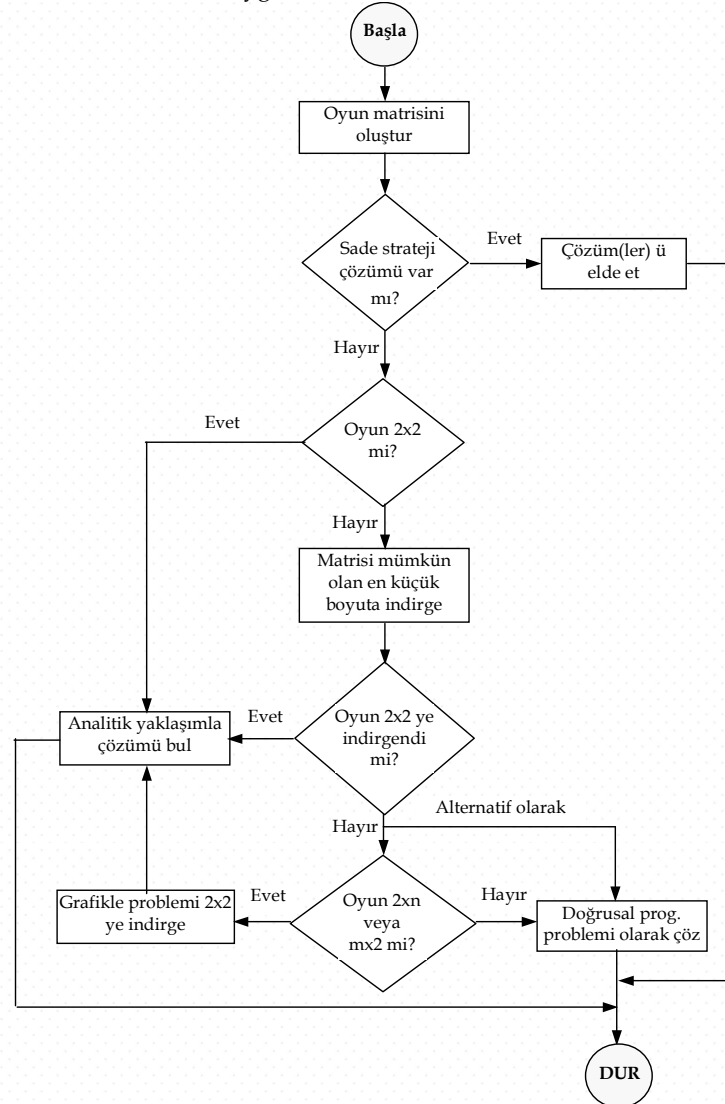 Başla
Oyun matrisini
oluştur
Sade strateji
çözümü var
mı?
Evet
Çözüm(ler) ü
elde et
Hayır
Evet
Oyun 2x2
mi?
Hayır
Matrisi mümkün
olan en küçük
boyuta indirge
Analitik yaklaşımla
çözümü bul
Evet
Oyun 2x2 ye
indirgendi
mi?
Hayır
Alternatif olarak
Grafikle problemi 2x2
ye indirge
Evet
Oyun 2xn
veya
mx2 mi?
Hayır
Doğrusal prog.
problemi olarak çöz
DUR